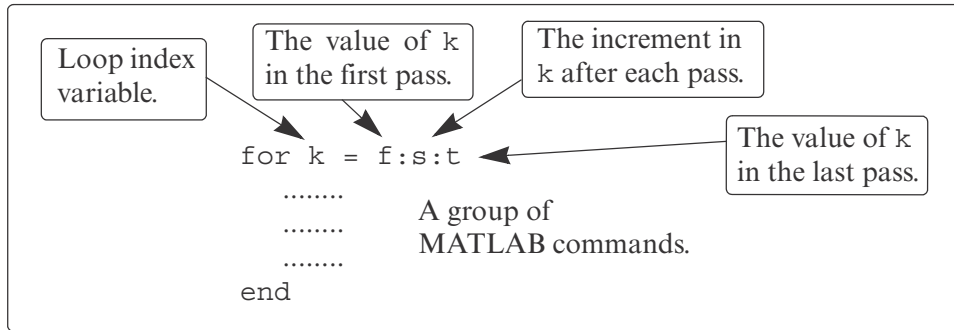 Loop index
variable.
The value of k
in the first pass.
The increment in
k after each pass.
for k = f:s:t
The value of k
in the last pass.
........
........
........
A group of
MATLAB commands.
end